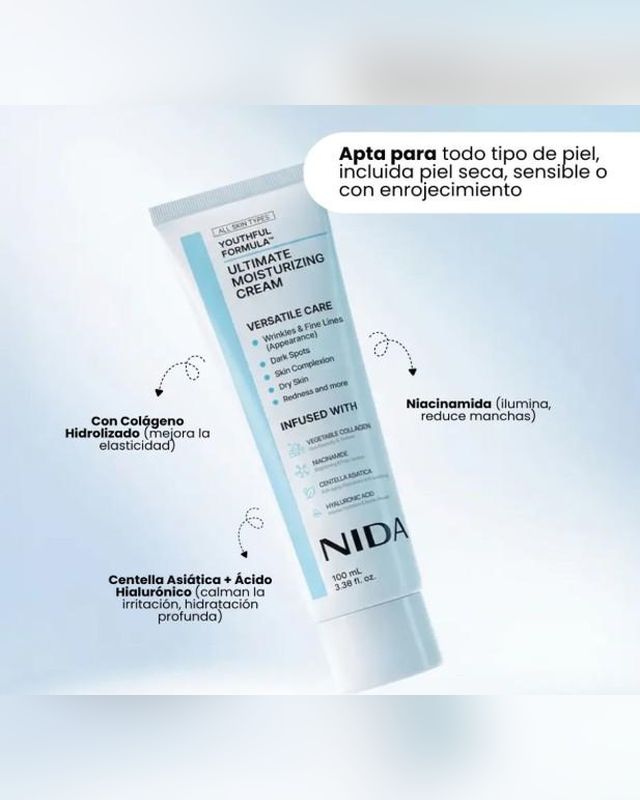 Apta para todo tipo de piel,
incluida piel seca, sensible o
con enrojecimiento
ALL SKIN TYPES
YOUTHFUL
FORMULA™
ULTIMATE
MOISTURIZING
CREAM
VERSATILE CARE
Wrinkles & Fine Lines
(Appearance)
Dark Spots
Skin Complexion
Dry Skin
Redness and more
INFUSED WITH
VEGETABLE COLLAGEN
NIACINAMIDE
CENTELLA ASIATICA
HYALURONIC ACID
NIDA
100 mL
3.38 fl. oz.
Niacinamida (ilumina,
reduce manchas)
Con Colágeno
Hidrolizado (mejora la
elasticidad)
Centella Asiática + Ácido
Hialurónico (calman la
irritación, hidratación
profunda)